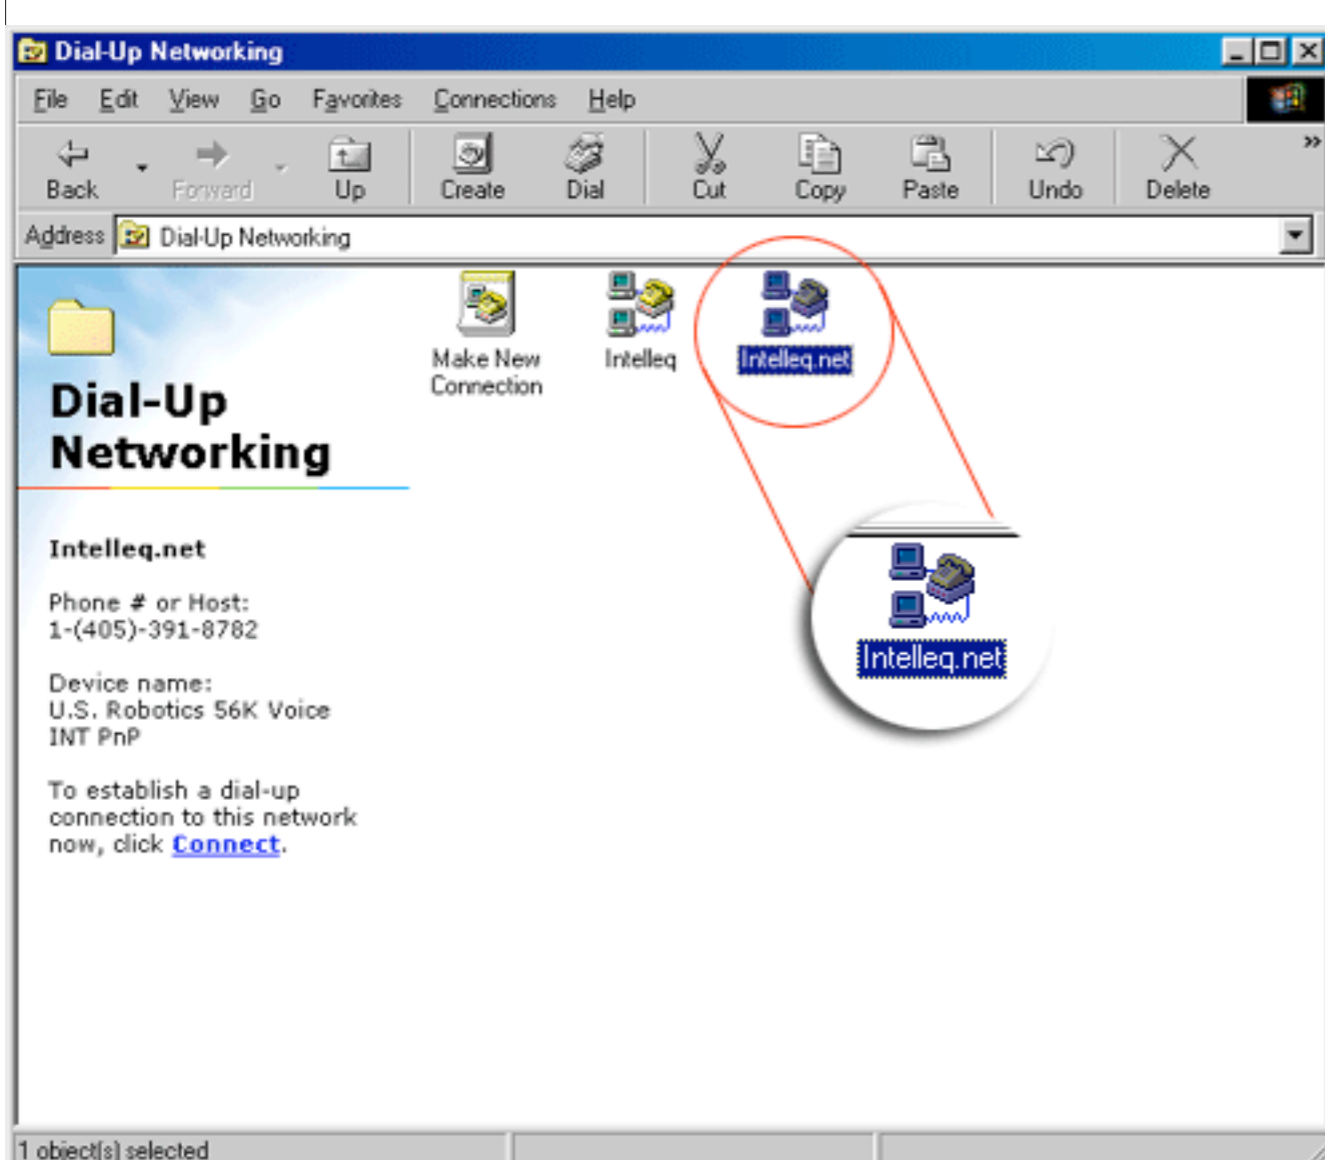 Dial-Up Networking
File Edit View Go Favorites Connections Help
Back Forward Up Create Dial Cut Copy Paste Undo Delete »
Address Dial-Up Networking
Make New
Connection
Intelleq
Intelleq.net
Dial-Up
Networking
Intelleq.net
Phone # or Host:
1-(405)-391-8782
Device name:
U.S. Robotics 56K Voice
INT PnP
To establish a dial-up
connection to this network
now, click Connect.
Intelleq.net
1 object(s) selected